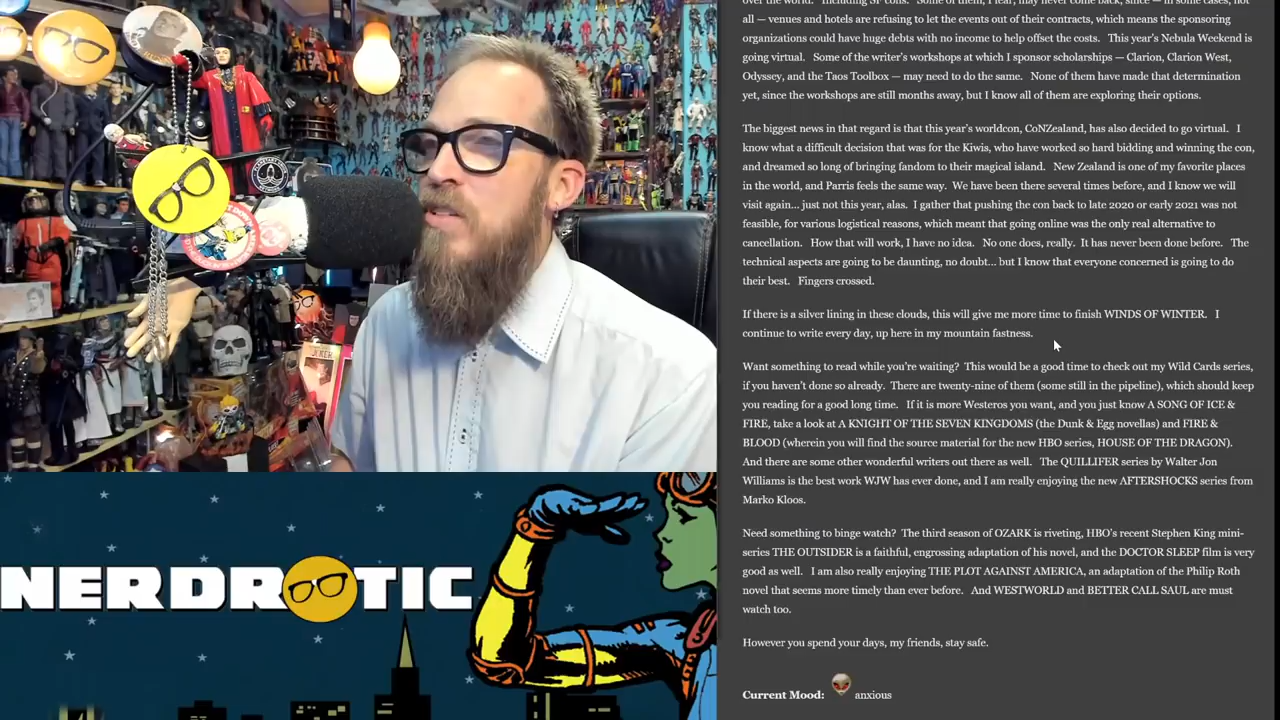 over the world. Including SF cons. Some of them, I fear, may never come back, since — in some cases, not
all — venues and hotels are refusing to let the events out of their contracts, which means the sponsoring
organizations could have huge debts with no income to help offset the costs. This year's Nebula Weekend is
going virtual. Some of the writer's workshops at which I sponsor scholarships — Clarion, Clarion West,
Odyssey, and the Taos Toolbox — may need to do the same. None of them have made that determination
yet, since the workshops are still months away, but I know all of them are exploring their options.
The biggest news in that regard is that this year's worldcon, CoNZealand, has also decided to go virtual. I
know what a difficult decision that was for the Kiwis, who have worked so hard bidding and winning the con,
and dreamed so long of bringing fandom to their magical island. New Zealand is one of my favorite places
in the world, and Parris feels the same way. We have been there several times before, and I know we will
visit again... just not this year, alas. I gather that pushing the con back to late 2020 or early 2021 was not
feasible, for various logistical reasons, which meant that going online was the only real alternative to
cancellation. How that will work, I have no idea. No one does, really. It has never been done before. The
technical aspects are going to be daunting, no doubt... but I know that everyone concerned is going to do
their best. Fingers crossed.
If there is a silver lining in these clouds, this will give me more time to finish WINDS OF WINTER. I
continue to write every day, up here in my mountain fastness.
Want something to read while you're waiting? This would be a good time to check out my Wild Cards series,
if you haven't done so already. There are twenty-nine of them (some still in the pipeline), which should keep
you reading for a good long time. If it is more Westeros you want, and you just know A SONG OF ICE &
FIRE, take a look at A KNIGHT OF THE SEVEN KINGDOMS (the Dunk & Egg novellas) and FIRE &
BLOOD (wherein you will find the source material for the new HBO series, HOUSE OF THE DRAGON).
And there are some other wonderful writers out there as well. The QUILLIFER series by Walter Jon
Williams is the best work WJW has ever done, and I am really enjoying the new AFTERSHOCKS series from
Marko Kloos.
Need something to binge watch? The third season of OZARK is riveting, HBO's recent Stephen King mini-
series THE OUTSIDER is a faithful, engrossing adaptation of his novel, and the DOCTOR SLEEP film is very
good as well. I am also really enjoying THE PLOT AGAINST AMERICA, an adaptation of the Philip Roth
novel that seems more timely than ever before. And WESTWORLD and BETTER CALL SAUL are must
watch too.
However you spend your days, my friends, stay safe.
Current Mood: anxious
NERDROTIC
JOKER